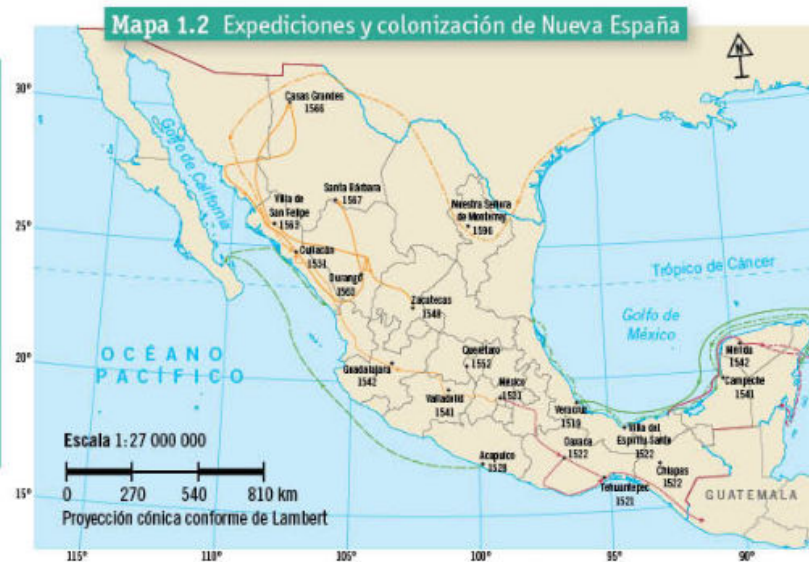 Mapa 1.2 Expediciones y colonización de Nueva España
N
30°
25°
20°
15°
Casas Grandes
1566
Golfo de California
Santa Bárbara
1567
Villa de
San Felipe
1563
Nuestra Señora
de Monterrey
1596
Culiacán
1531
Durango
Trópico de Cáncer
Zacatecas
1548
Golfo de
México
OCÉANO
PACÍFICO
Querétaro
1552
Mérida
1542
Guadalajara
1542
México
Campeche
1541
Valladolid
1541
Veracruz
1519
Villa del
Espíritu Santo
1522
Escala 1:27 000 000
Oaxaca
1522
Acapulco
1528
Chiapas
1522
0 270 540 810 km
Tehuantepec
1521
GUATEMALA
Proyección cónica conforme de Lambert
115° 110° 105° 100° 95° 90°